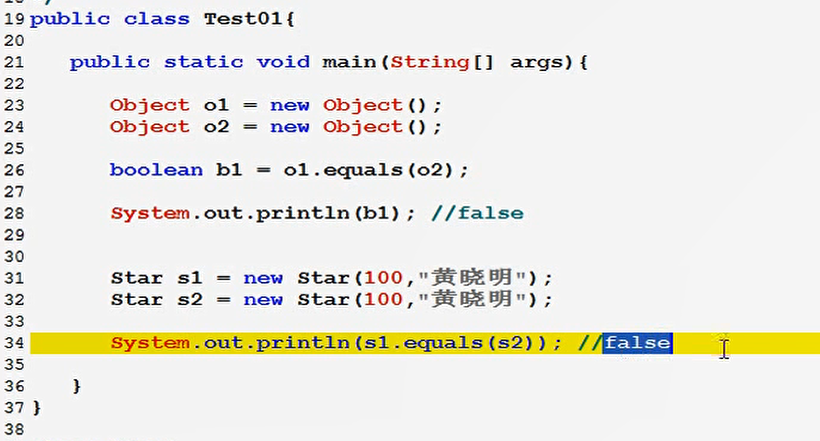 19 public class Test01{
20
21 public static void main(String[] args){
22
23 Object o1 = new Object();
24 Object o2 = new Object();
25
26 boolean b1 = o1.equals(o2);
27
28 System.out.println(b1); //false
29
30
31 Star s1 = new Star(100,"黄晓明");
32 Star s2 = new Star(100,"黄晓明");
33
34 System.out.println(s1.equals(s2)); //false
35
36 }
37 }
38